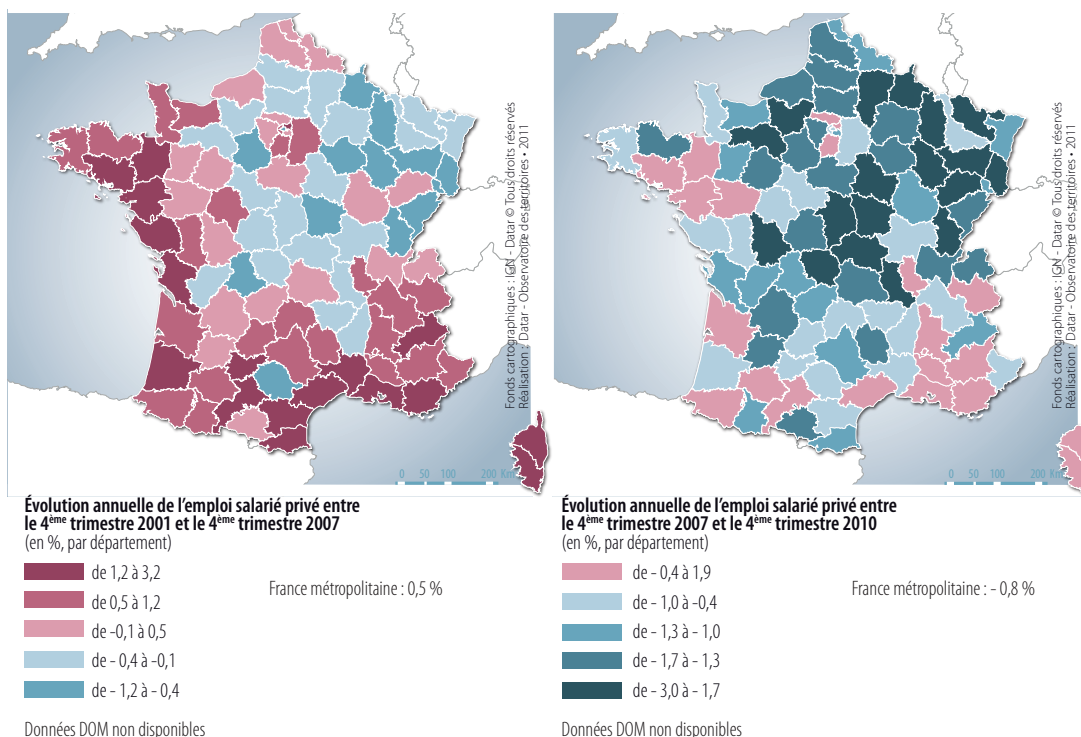 Fonds cartographiques : IGN - Datar © Tous droits réservés
Réalisation : Datar - Observatoire des territoires • 2011
0 50 100 200 Km
Évolution annuelle de l'emploi salarié privé entre
le 4ème trimestre 2001 et le 4ème trimestre 2007
(en %, par département)
de 1,2 à 3,2
de 0,5 à 1,2
de -0,1 à 0,5
de - 0,4 à -0,1
de - 1,2 à - 0,4
France métropolitaine : 0,5 %
Données DOM non disponibles
Fonds cartographiques : IGN - Datar © Tous droits réservés
Réalisation : Datar - Observatoire des territoires • 2011
0 50 100 200 Km
Évolution annuelle de l'emploi salarié privé entre
le 4ème trimestre 2007 et le 4ème trimestre 2010
(en %, par département)
de - 0,4 à 1,9
de - 1,0 à -0,4
de - 1,3 à - 1,0
de - 1,7 à - 1,3
de - 3,0 à - 1,7
France métropolitaine : - 0,8 %
Données DOM non disponibles